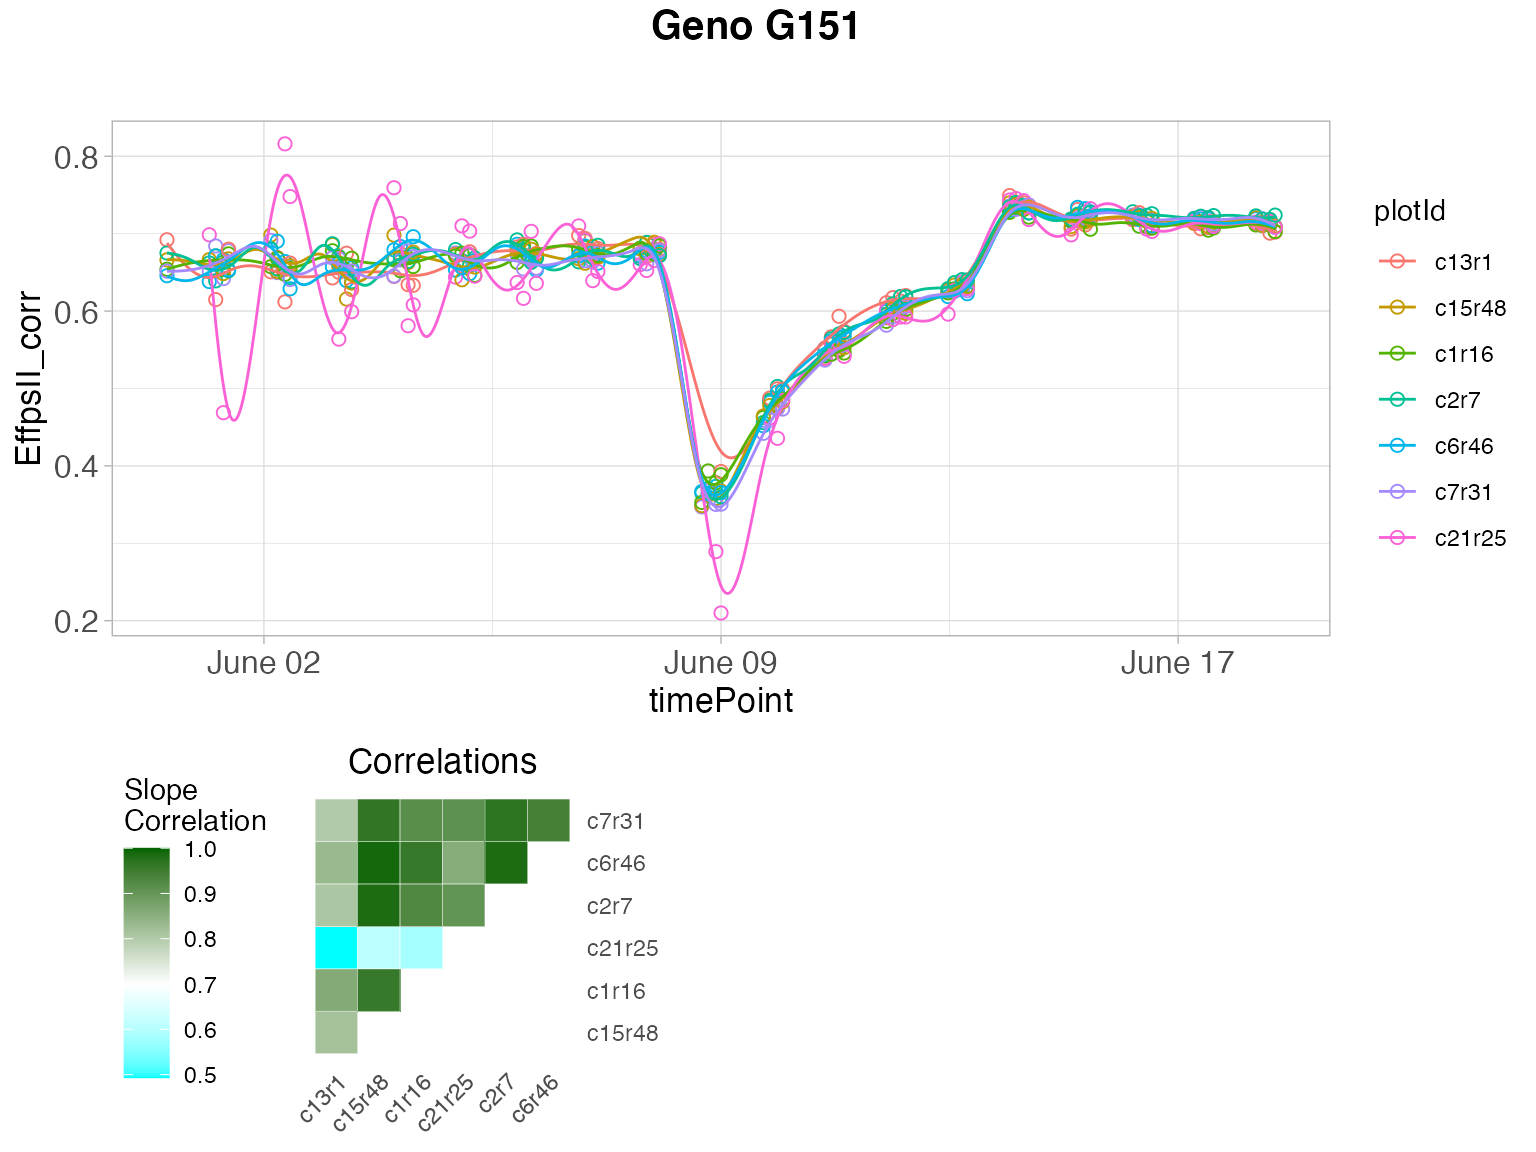 Geno G151
EffpsII_corr
0.8
0.6
0.4
0.2
June 02
June 09
June 17
timePoint
plotId
c13r1
c15r48
c1r16
c2r7
c6r46
c7r31
c21r25
Correlations
Slope
Correlation
1.0
0.9
0.8
0.7
0.6
0.5
c7r31
c6r46
c2r7
c21r25
c1r16
c15r48
c13r1
c15r48
c1r16
c21r25
c2r7
c6r46